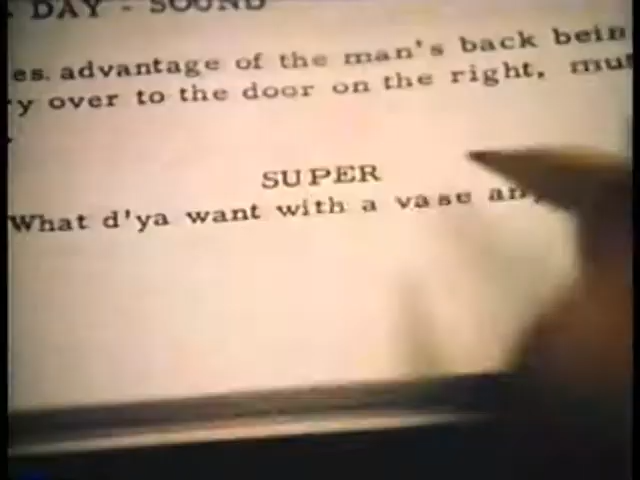 DAY - SOUND
es. advantage of the man's back bein
y over to the door on the right, mu
SUPER
What d'ya want with a vase an